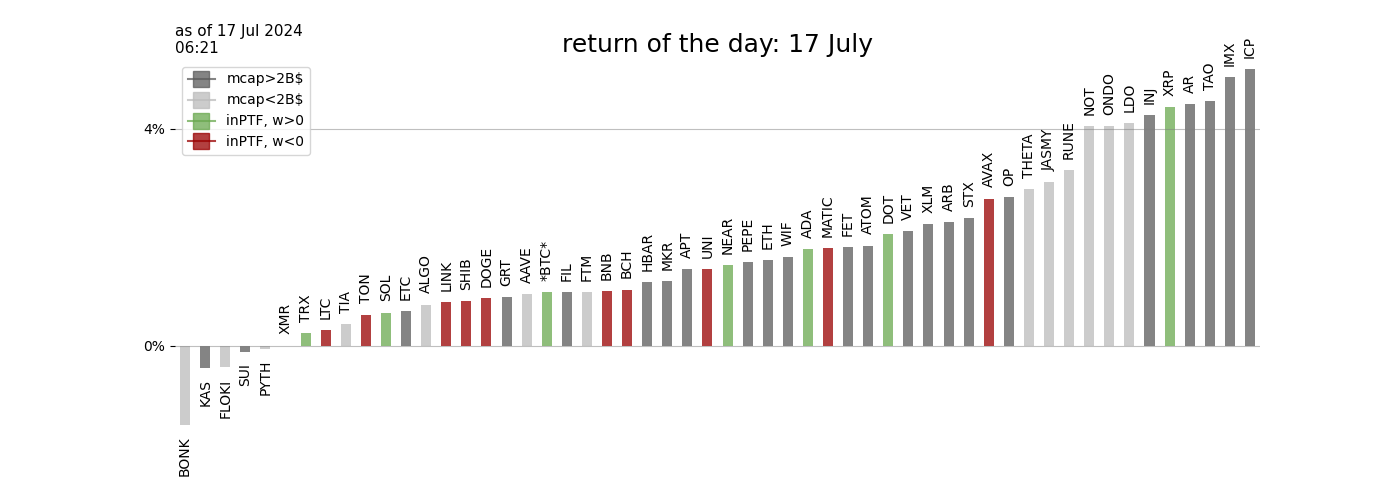 as of 17 Jul 2024
06:21
return of the day: 17 July
mcap>2B$
mcap<2B$
inPTF, w>0
inPTF, w<0
4%
0%
BONK
KAS
FLOKI
SUI
PYTH
XMR
TRX
LTC
TIA
TON
SOL
ETC
ALGO
LINK
SHIB
DOGE
GRT
AAVE
*BTC*
FIL
FTM
BNB
BCH
HBAR
MKR
APT
UNI
NEAR
PEPE
ETH
WIF
ADA
MATIC
FET
ATOM
DOT
VET
XLM
ARB
STX
AVAX
OP
THETA
JASMY
RUNE
NOT
ONDO
LDO
INJ
XRP
AR
TAO
IMX
ICP